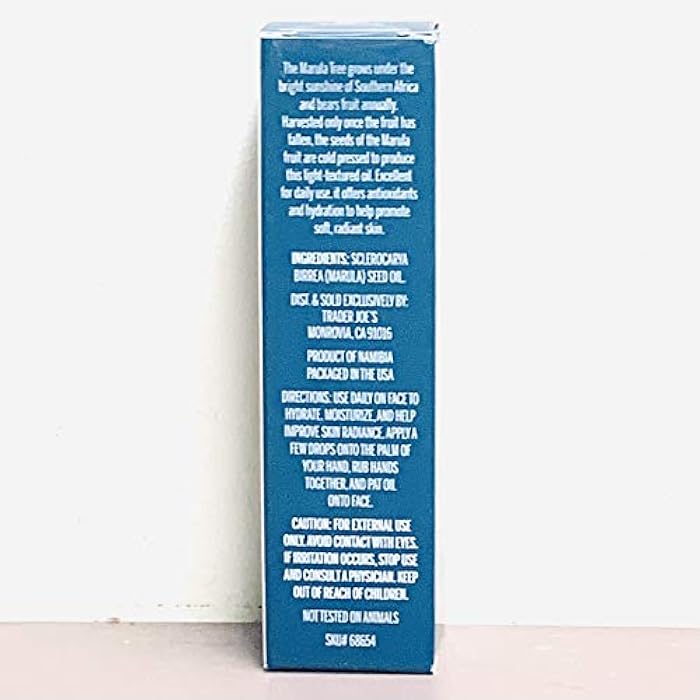 The Marula Tree grows under the
bright sunshine of Southern Africa
and bears fruit annually.
Harvested only once the fruit has
fallen, the seeds of the Marula
fruit are cold pressed to produce
this light-textured oil. Excellent
for daily use, it offers antioxidants
and hydration to help promote
soft, radiant skin.
INGREDIENTS: SCLEROCARYA
BIRREA (MARULA) SEED OIL.
DIST. & SOLD EXCLUSIVELY BY:
TRADER JOE'S
MONROVIA, CA 91016
PRODUCT OF NAMIBIA
PACKAGED IN THE USA
DIRECTIONS: USE DAILY ON FACE TO
HYDRATE, MOISTURIZE, AND HELP
IMPROVE SKIN RADIANCE. APPLY A
FEW DROPS ONTO THE PALM OF
YOUR HAND, RUB HANDS
TOGETHER, AND PAT OIL
ONTO FACE.
CAUTION: FOR EXTERNAL USE
ONLY. AVOID CONTACT WITH EYES.
IF IRRITATION OCCURS, STOP USE
AND CONSULT A PHYSICIAN. KEEP
OUT OF REACH OF CHILDREN.
NOT TESTED ON ANIMALS
SKU# 68654